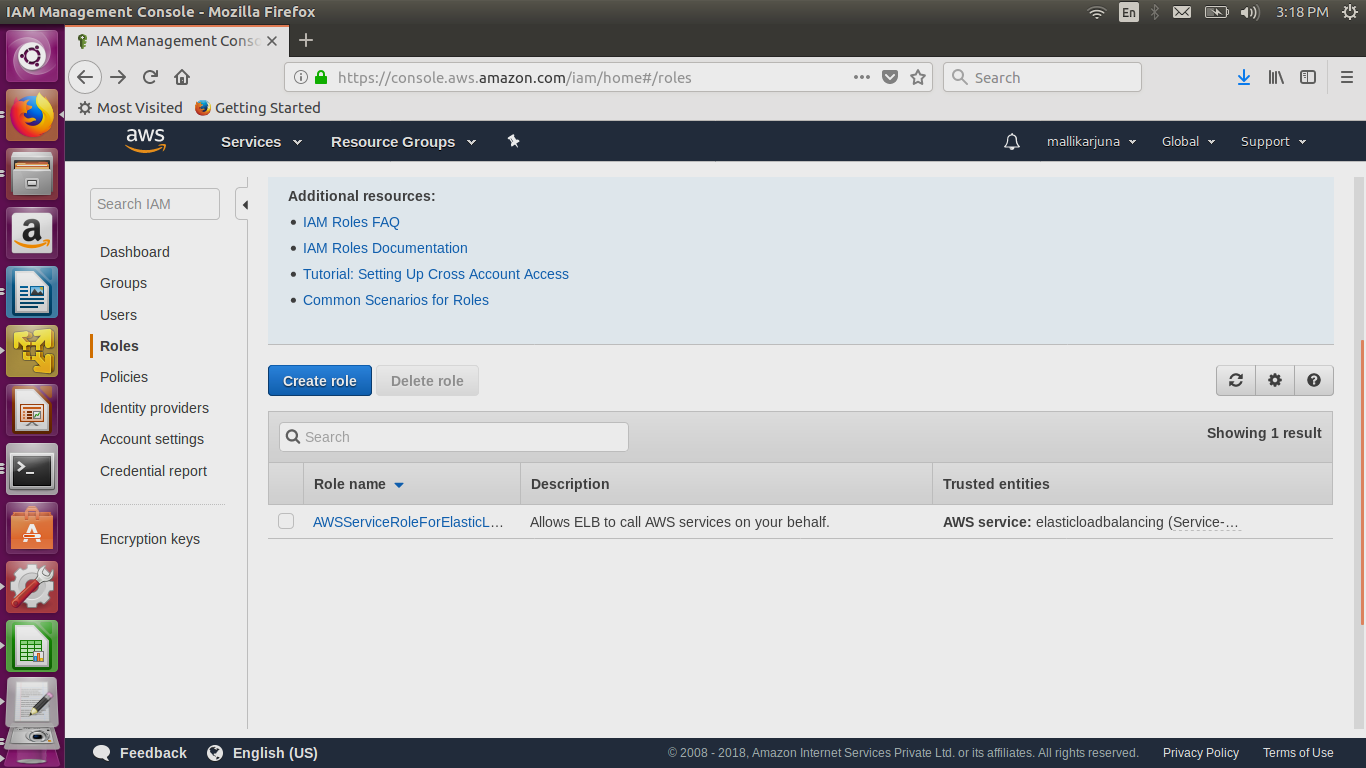 IAM Management Console - Mozilla Firefox
En
3:18 PM
IAM Management Conso
https://console.aws.amazon.com/iam/home#/roles
Search
Most Visited
Getting Started
aws
Services
Resource Groups
mallikarjuna
Global
Support
Search IAM
Dashboard
Groups
Users
Roles
Policies
Identity providers
Account settings
Credential report
Encryption keys
Additional resources:
• IAM Roles FAQ
• IAM Roles Documentation
• Tutorial: Setting Up Cross Account Access
• Common Scenarios for Roles
Create role
Delete role
Search
Showing 1 result
Role name
Description
Trusted entities
AWSServiceRoleForElasticL…
Allows ELB to call AWS services on your behalf.
AWS service: elasticloadbalancing (Service-…
Feedback
English (US)
© 2008 - 2018, Amazon Internet Services Private Ltd. or its affiliates. All rights reserved.
Privacy Policy
Terms of Use